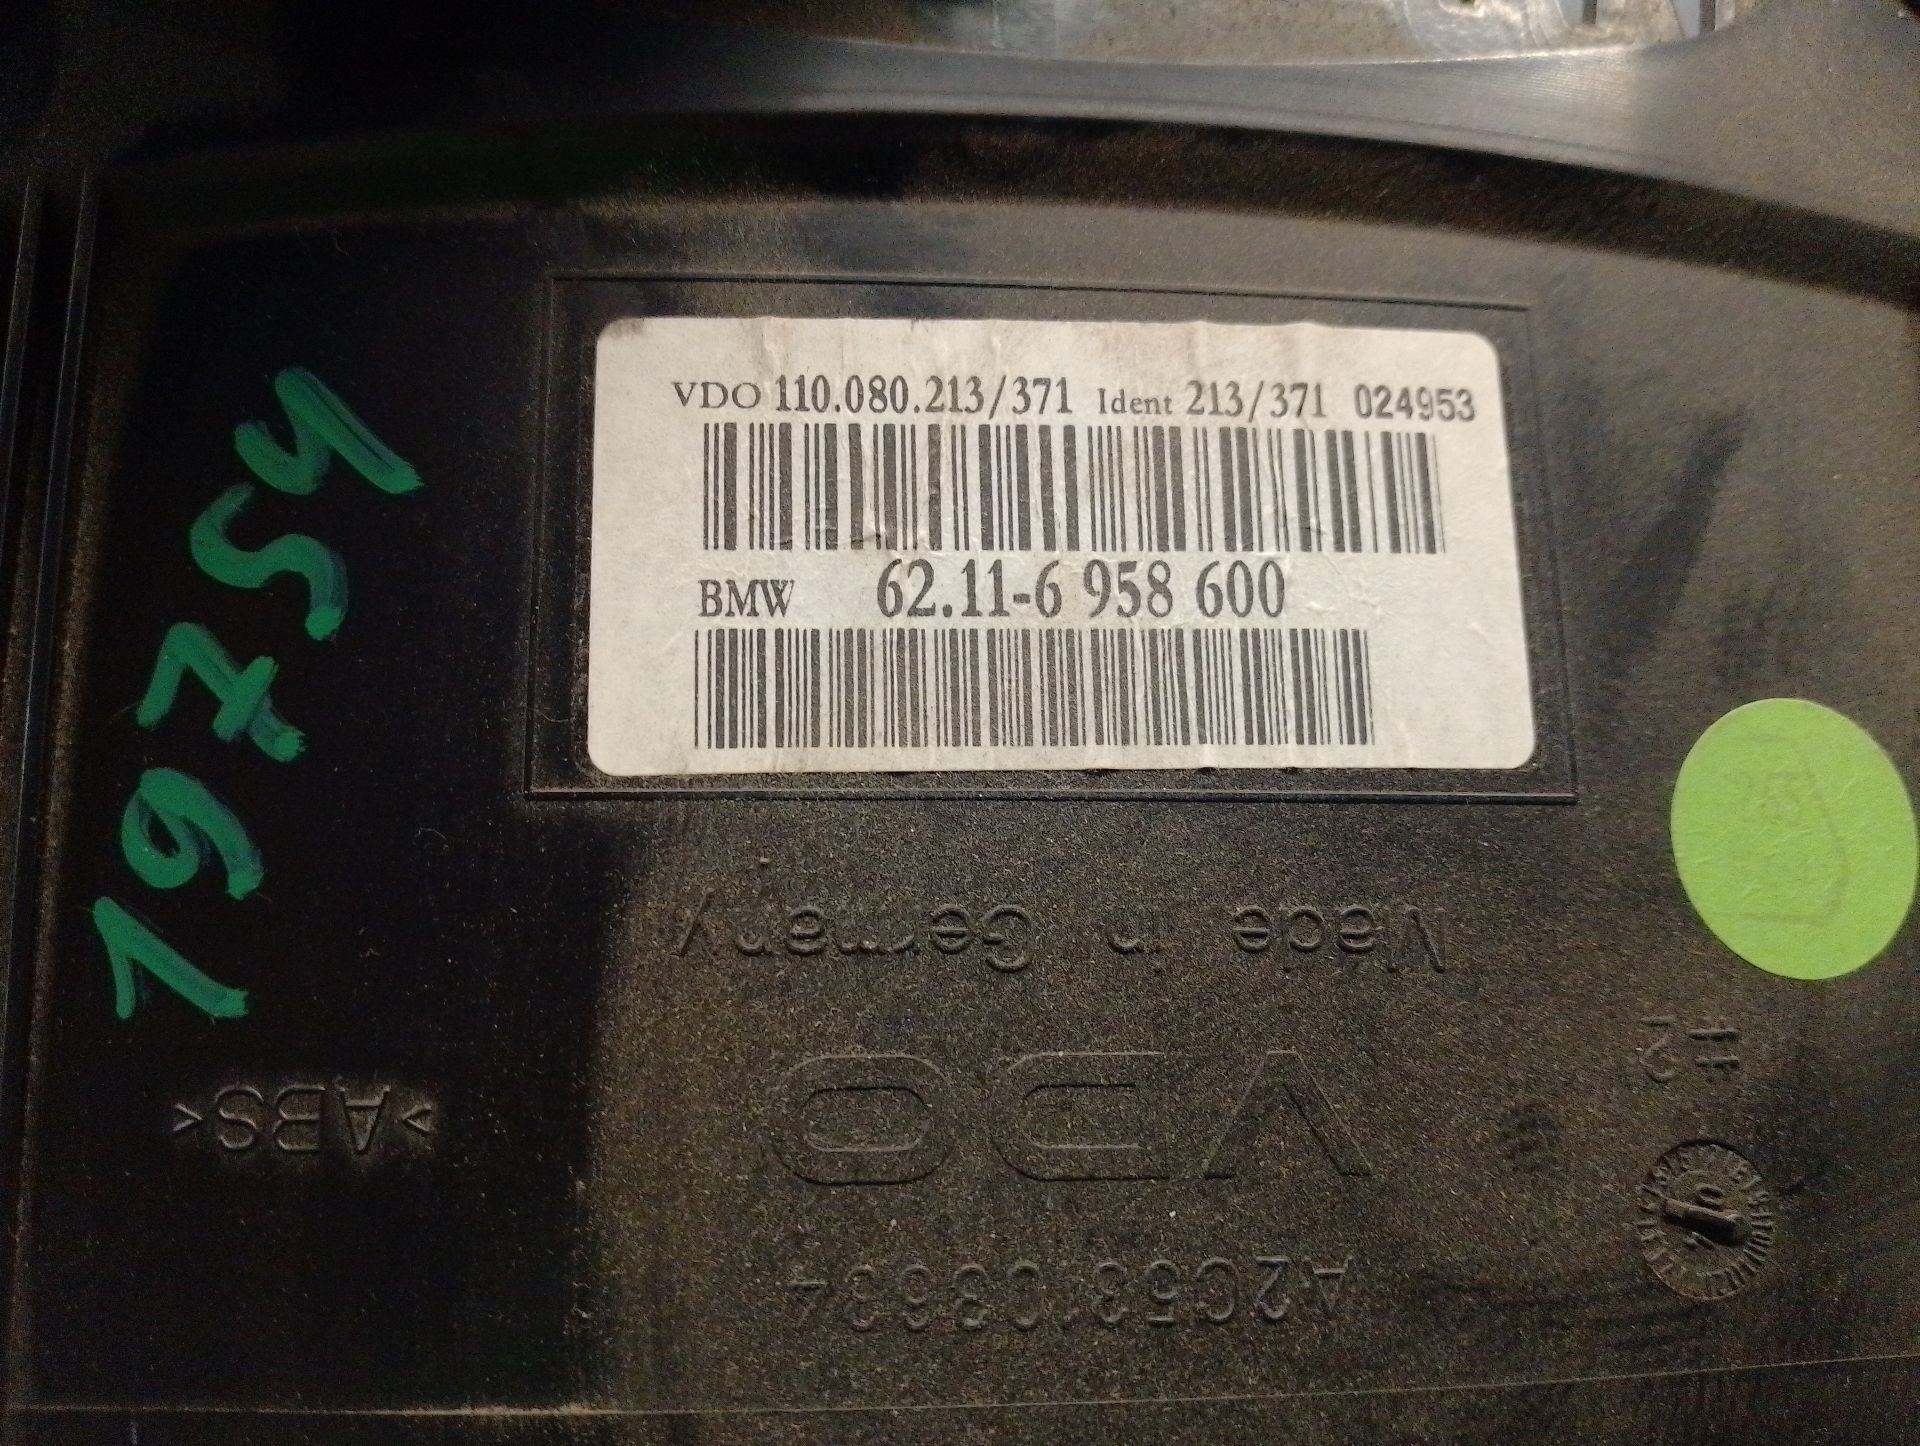 VDO 110.080.213/371 Ident 213/371 024953
BMW 62.11-6 958 600
19754
Made in Germany
VDO
A2C53103634
>ABS<
# 12